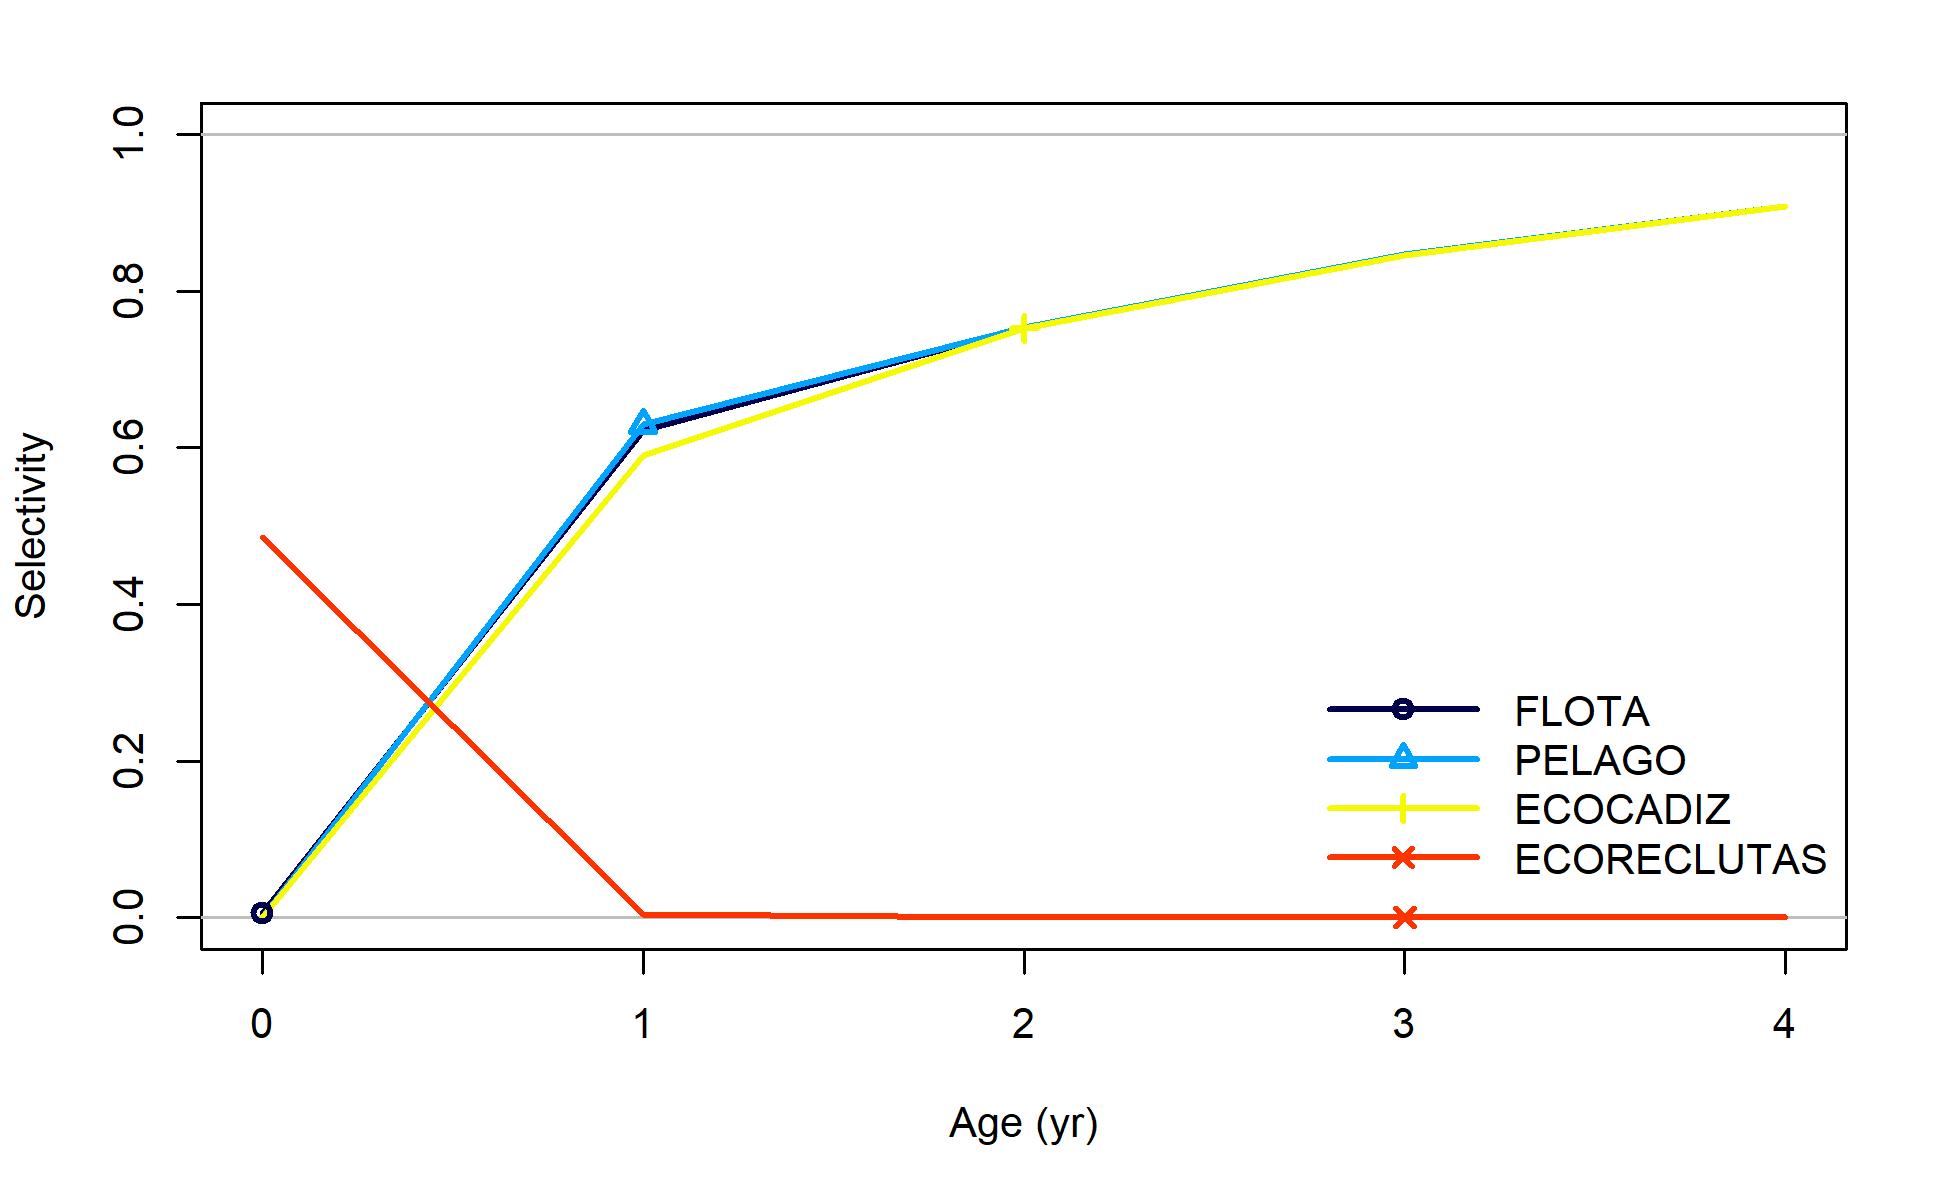 Selectivity
1.0
0.8
0.6
0.4
0.2
0.0
FLOTA
PELAGO
ECOCADIZ
ECORECLUTAS
0 1 2 3 4
Age (yr)